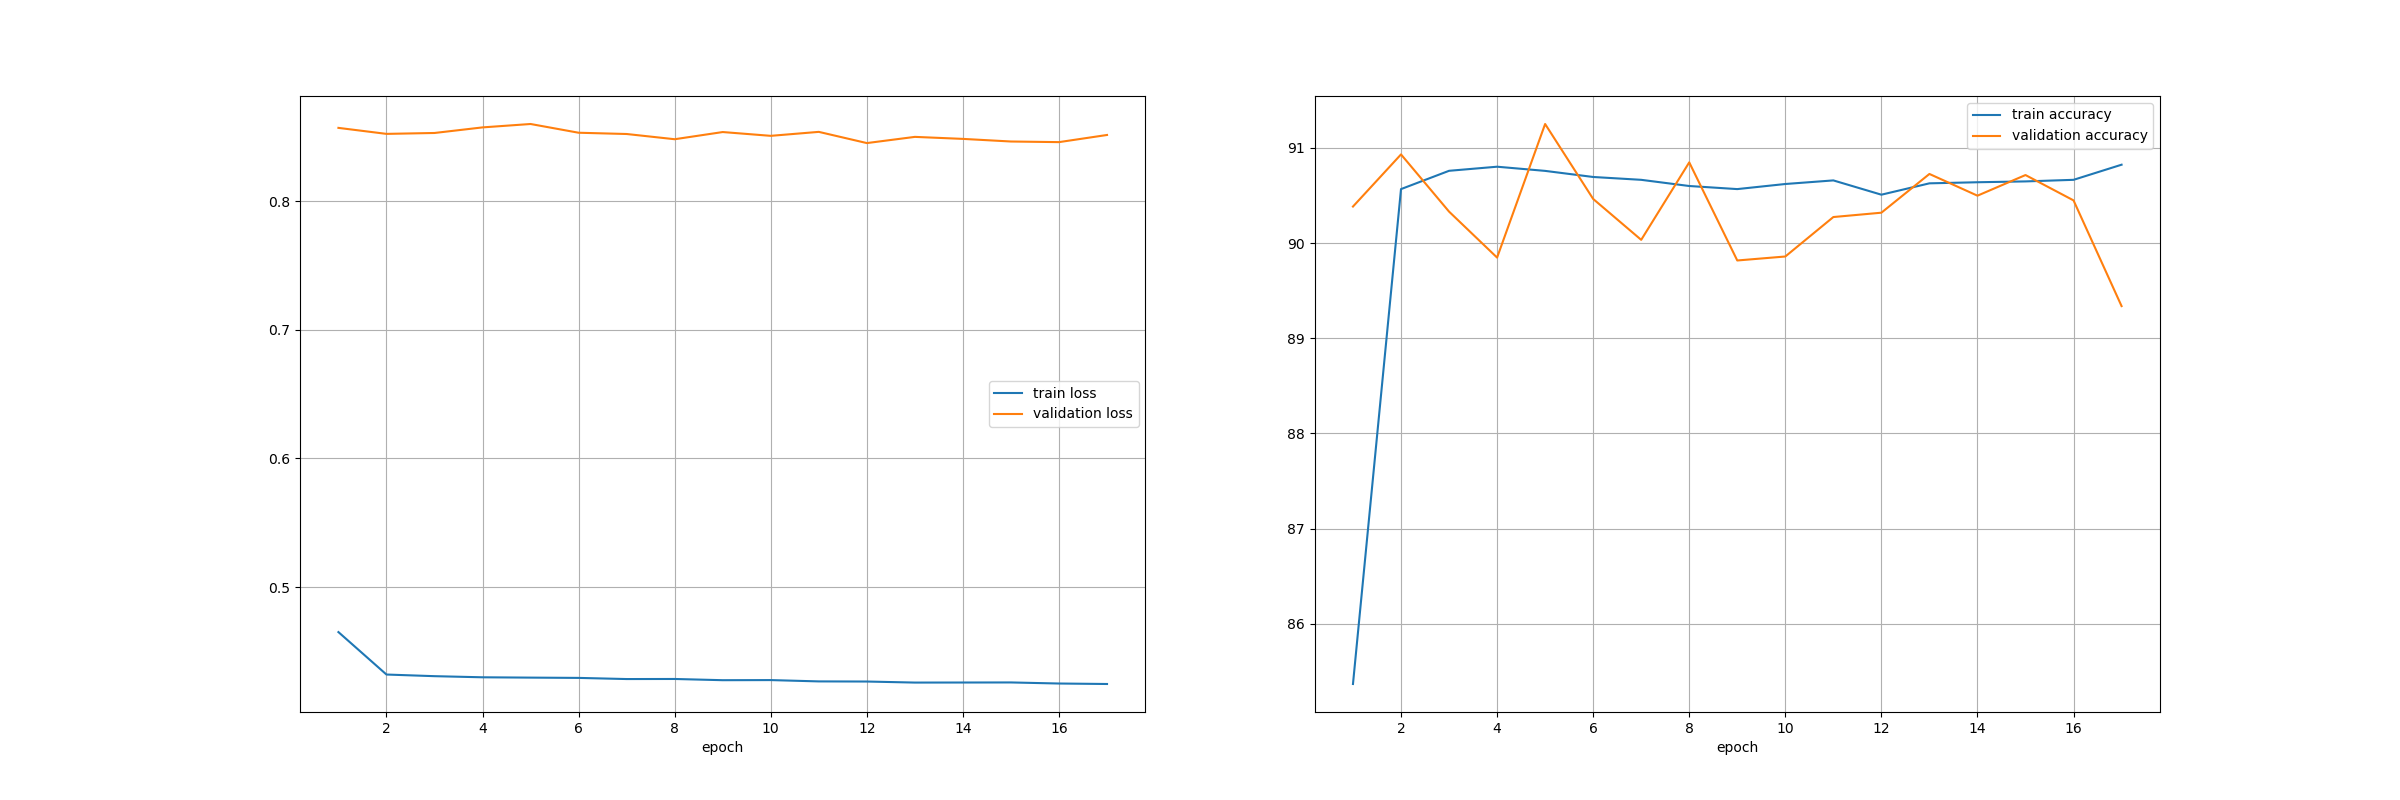 0.8
0.7
0.6
0.5
2 4 6 8 10 12 14 16
epoch
train loss
validation loss
91
90
89
88
87
86
2 4 6 8 10 12 14 16
epoch
train accuracy
validation accuracy